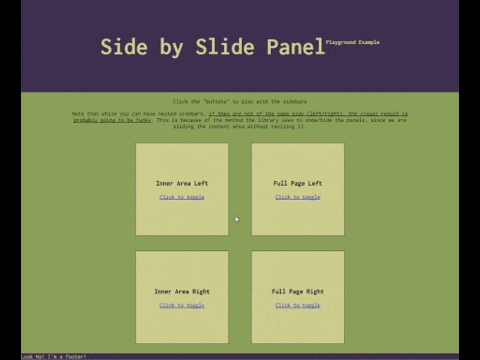 Side by Slide Panel Playground Example
Click the "buttons" to play with the sidebars
Note that while you can have nested sidebars, if they are not of the same side (left/right), the visual result is
probably going to be funky. This is because of the method the library uses to show/hide the panels, since we are
sliding the content area without resizing it.
Inner Area Left
Click to toggle
Full Page Left
Click to toggle
Inner Area Right
Click to toggle
Full Page Right
Click to toggle
Look Ma! I'm a footer!